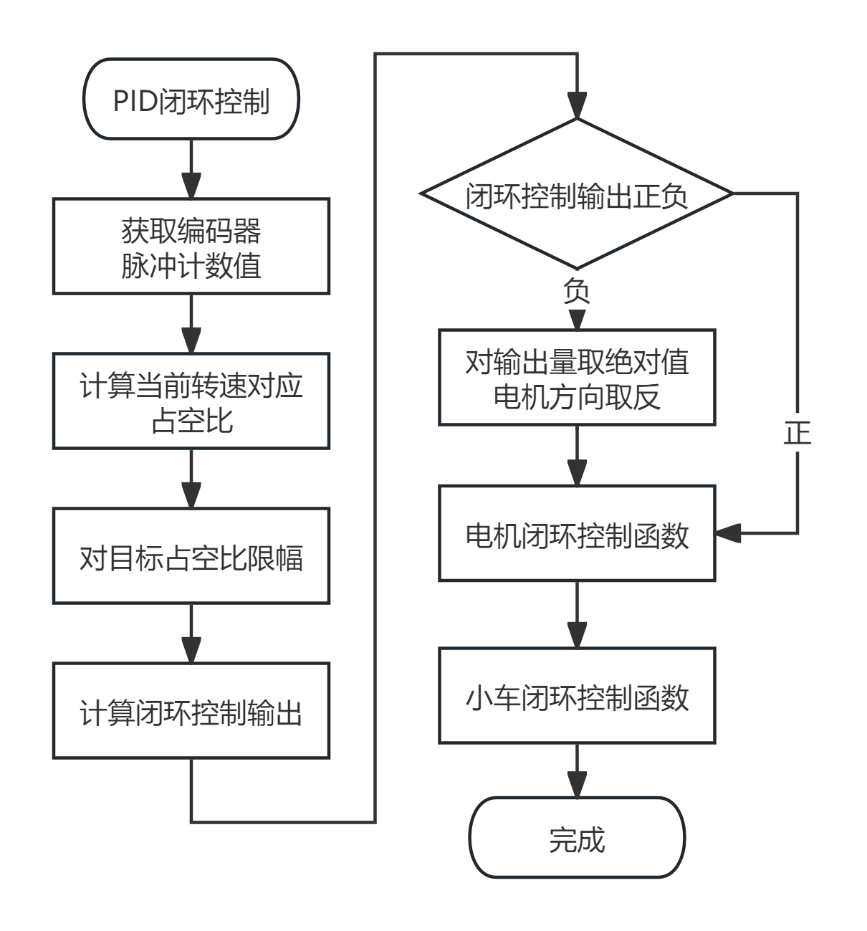 PID闭环控制
获取编码器
脉冲计数值
计算当前转速对应
占空比
对目标占空比限幅
计算闭环控制输出
闭环控制输出正负
负
对输出量取绝对值
电机方向取反
正
电机闭环控制函数
小车闭环控制函数
完成